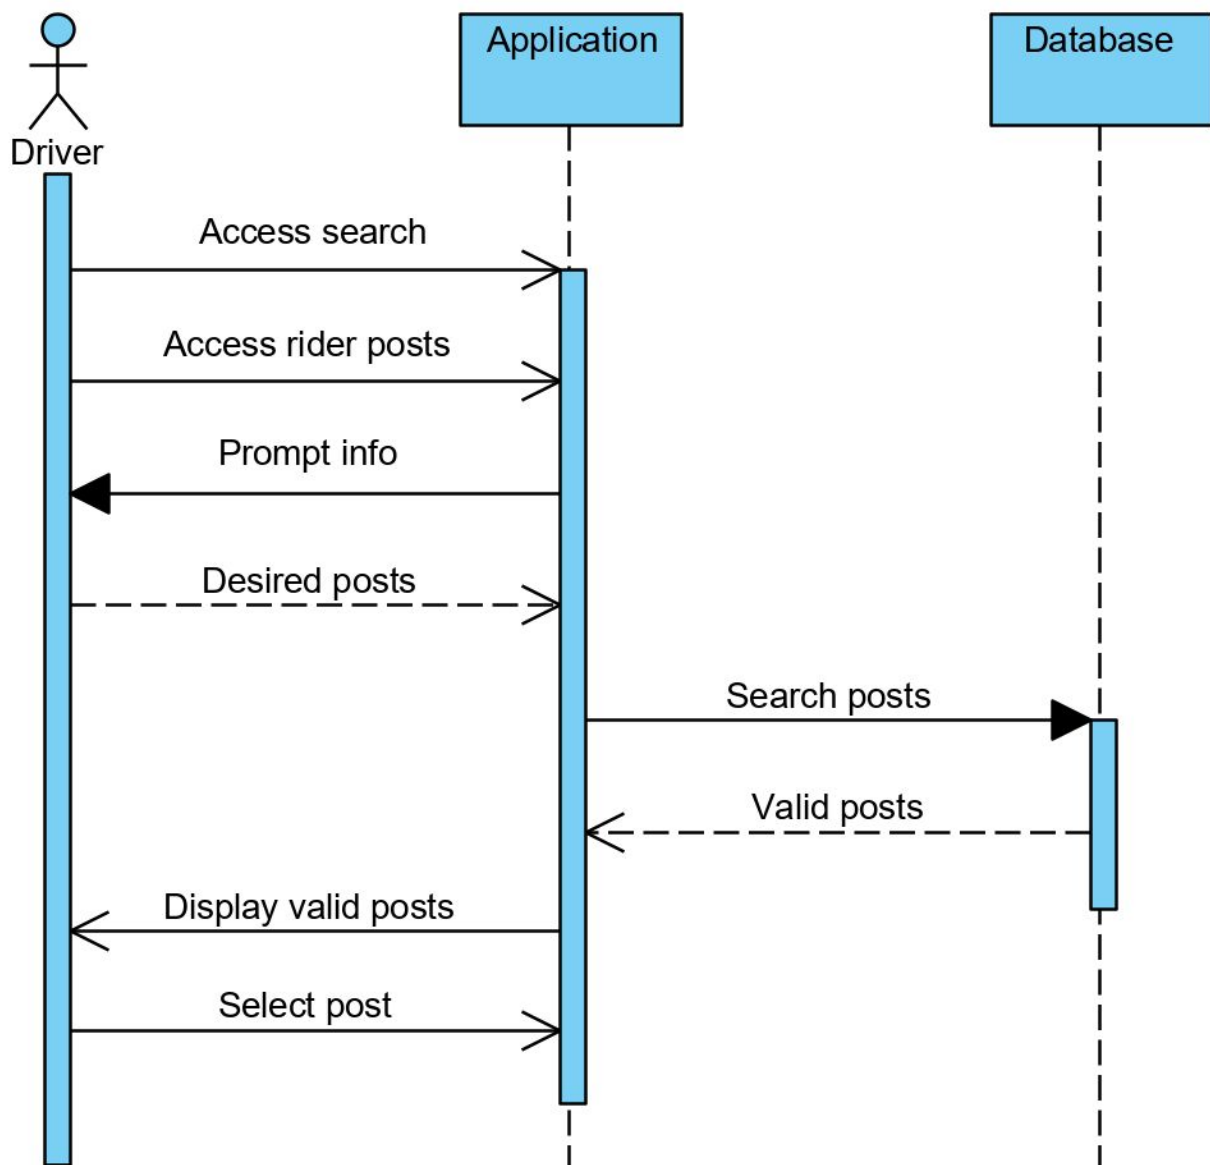 Application
Database
Driver
Access search
Access rider posts
Prompt info
Desired posts
Search posts
Valid posts
Display valid posts
Select post